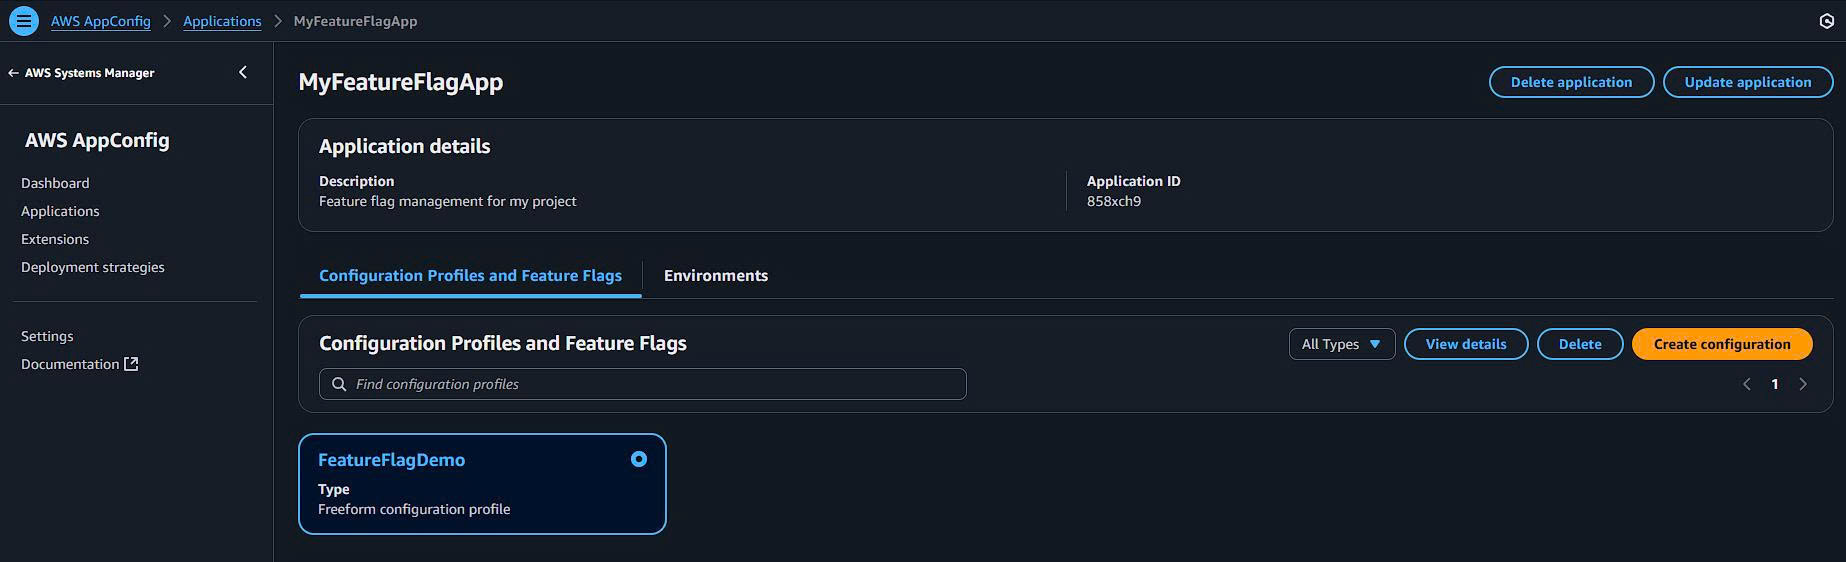 AWS AppConfig > Applications > MyFeatureFlagApp
← AWS Systems Manager
AWS AppConfig
Dashboard
Applications
Extensions
Deployment strategies
Settings
Documentation
MyFeatureFlagApp
Delete application
Update application
Application details
Description
Feature flag management for my project
Application ID
858xch9
Configuration Profiles and Feature Flags
Environments
Configuration Profiles and Feature Flags
All Types
View details
Delete
Create configuration
Find configuration profiles
1
FeatureFlagDemo
Type
Freeform configuration profile